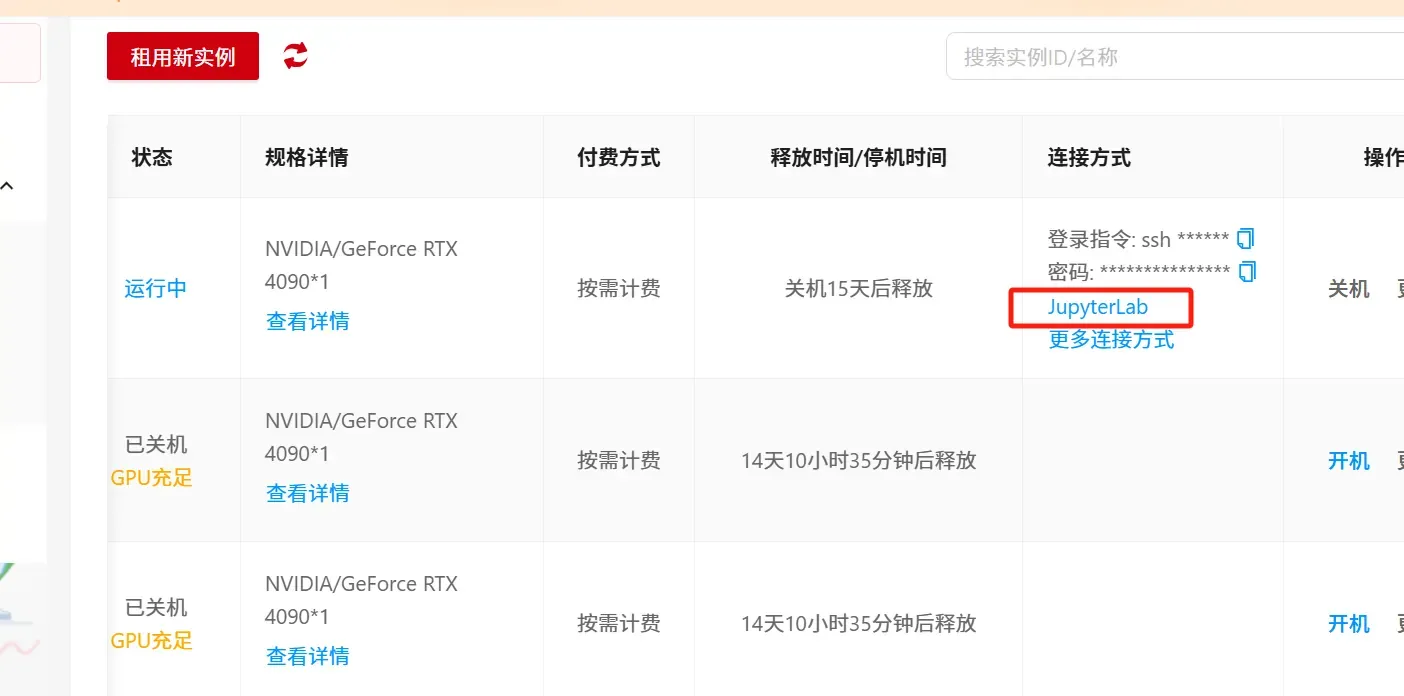 租用新实例
搜索实例ID/名称
状态 规格详情 付费方式 释放时间/停机时间 连接方式 操作
运行中
NVIDIA/GeForce RTX
4090*1
查看详情
按需计费
关机15天后释放
登录指令: ssh ******
密码: ***************
JupyterLab
更多连接方式
关机
已关机
GPU充足
NVIDIA/GeForce RTX
4090*1
查看详情
按需计费
14天10小时35分钟后释放
开机
已关机
GPU充足
NVIDIA/GeForce RTX
4090*1
查看详情
按需计费
14天10小时35分钟后释放
开机